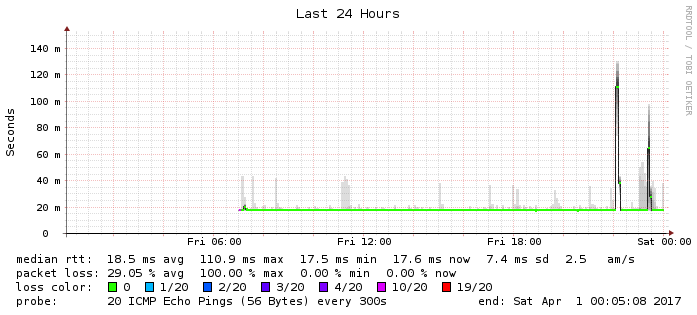 Last 24 Hours
RRDTOOL / TOBI OETIKER
Seconds
140 m
120 m
100 m
80 m
60 m
40 m
20 m
0
Fri 06:00 Fri 12:00 Fri 18:00 Sat 00:00
median rtt: 18.5 ms avg 110.9 ms max 17.5 ms min 17.6 ms now 7.4 ms sd 2.5 am/s
packet loss: 29.05 % avg 100.00 % max 0.00 % min 0.00 % now
loss color: 0 1/20 2/20 3/20 4/20 10/20 19/20
probe: 20 ICMP Echo Pings (56 Bytes) every 300s end: Sat Apr 1 00:05:08 2017